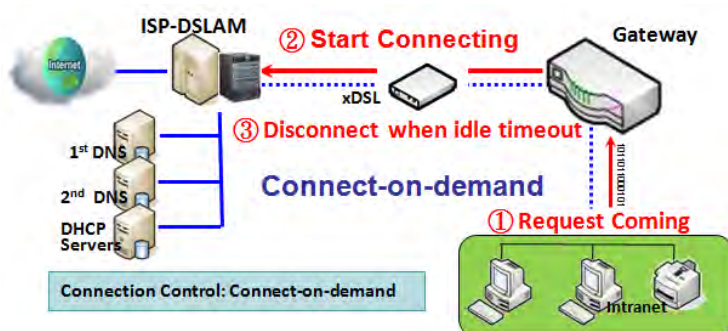 ISP-DSLAM
② Start Connecting
Gateway
Internet
xDSL
③ Disconnect when idle timeout
1st DNS
2nd DNS
DHCP
Servers
Connect-on-demand
① Request Coming
Intranet
Connection Control: Connect-on-demand